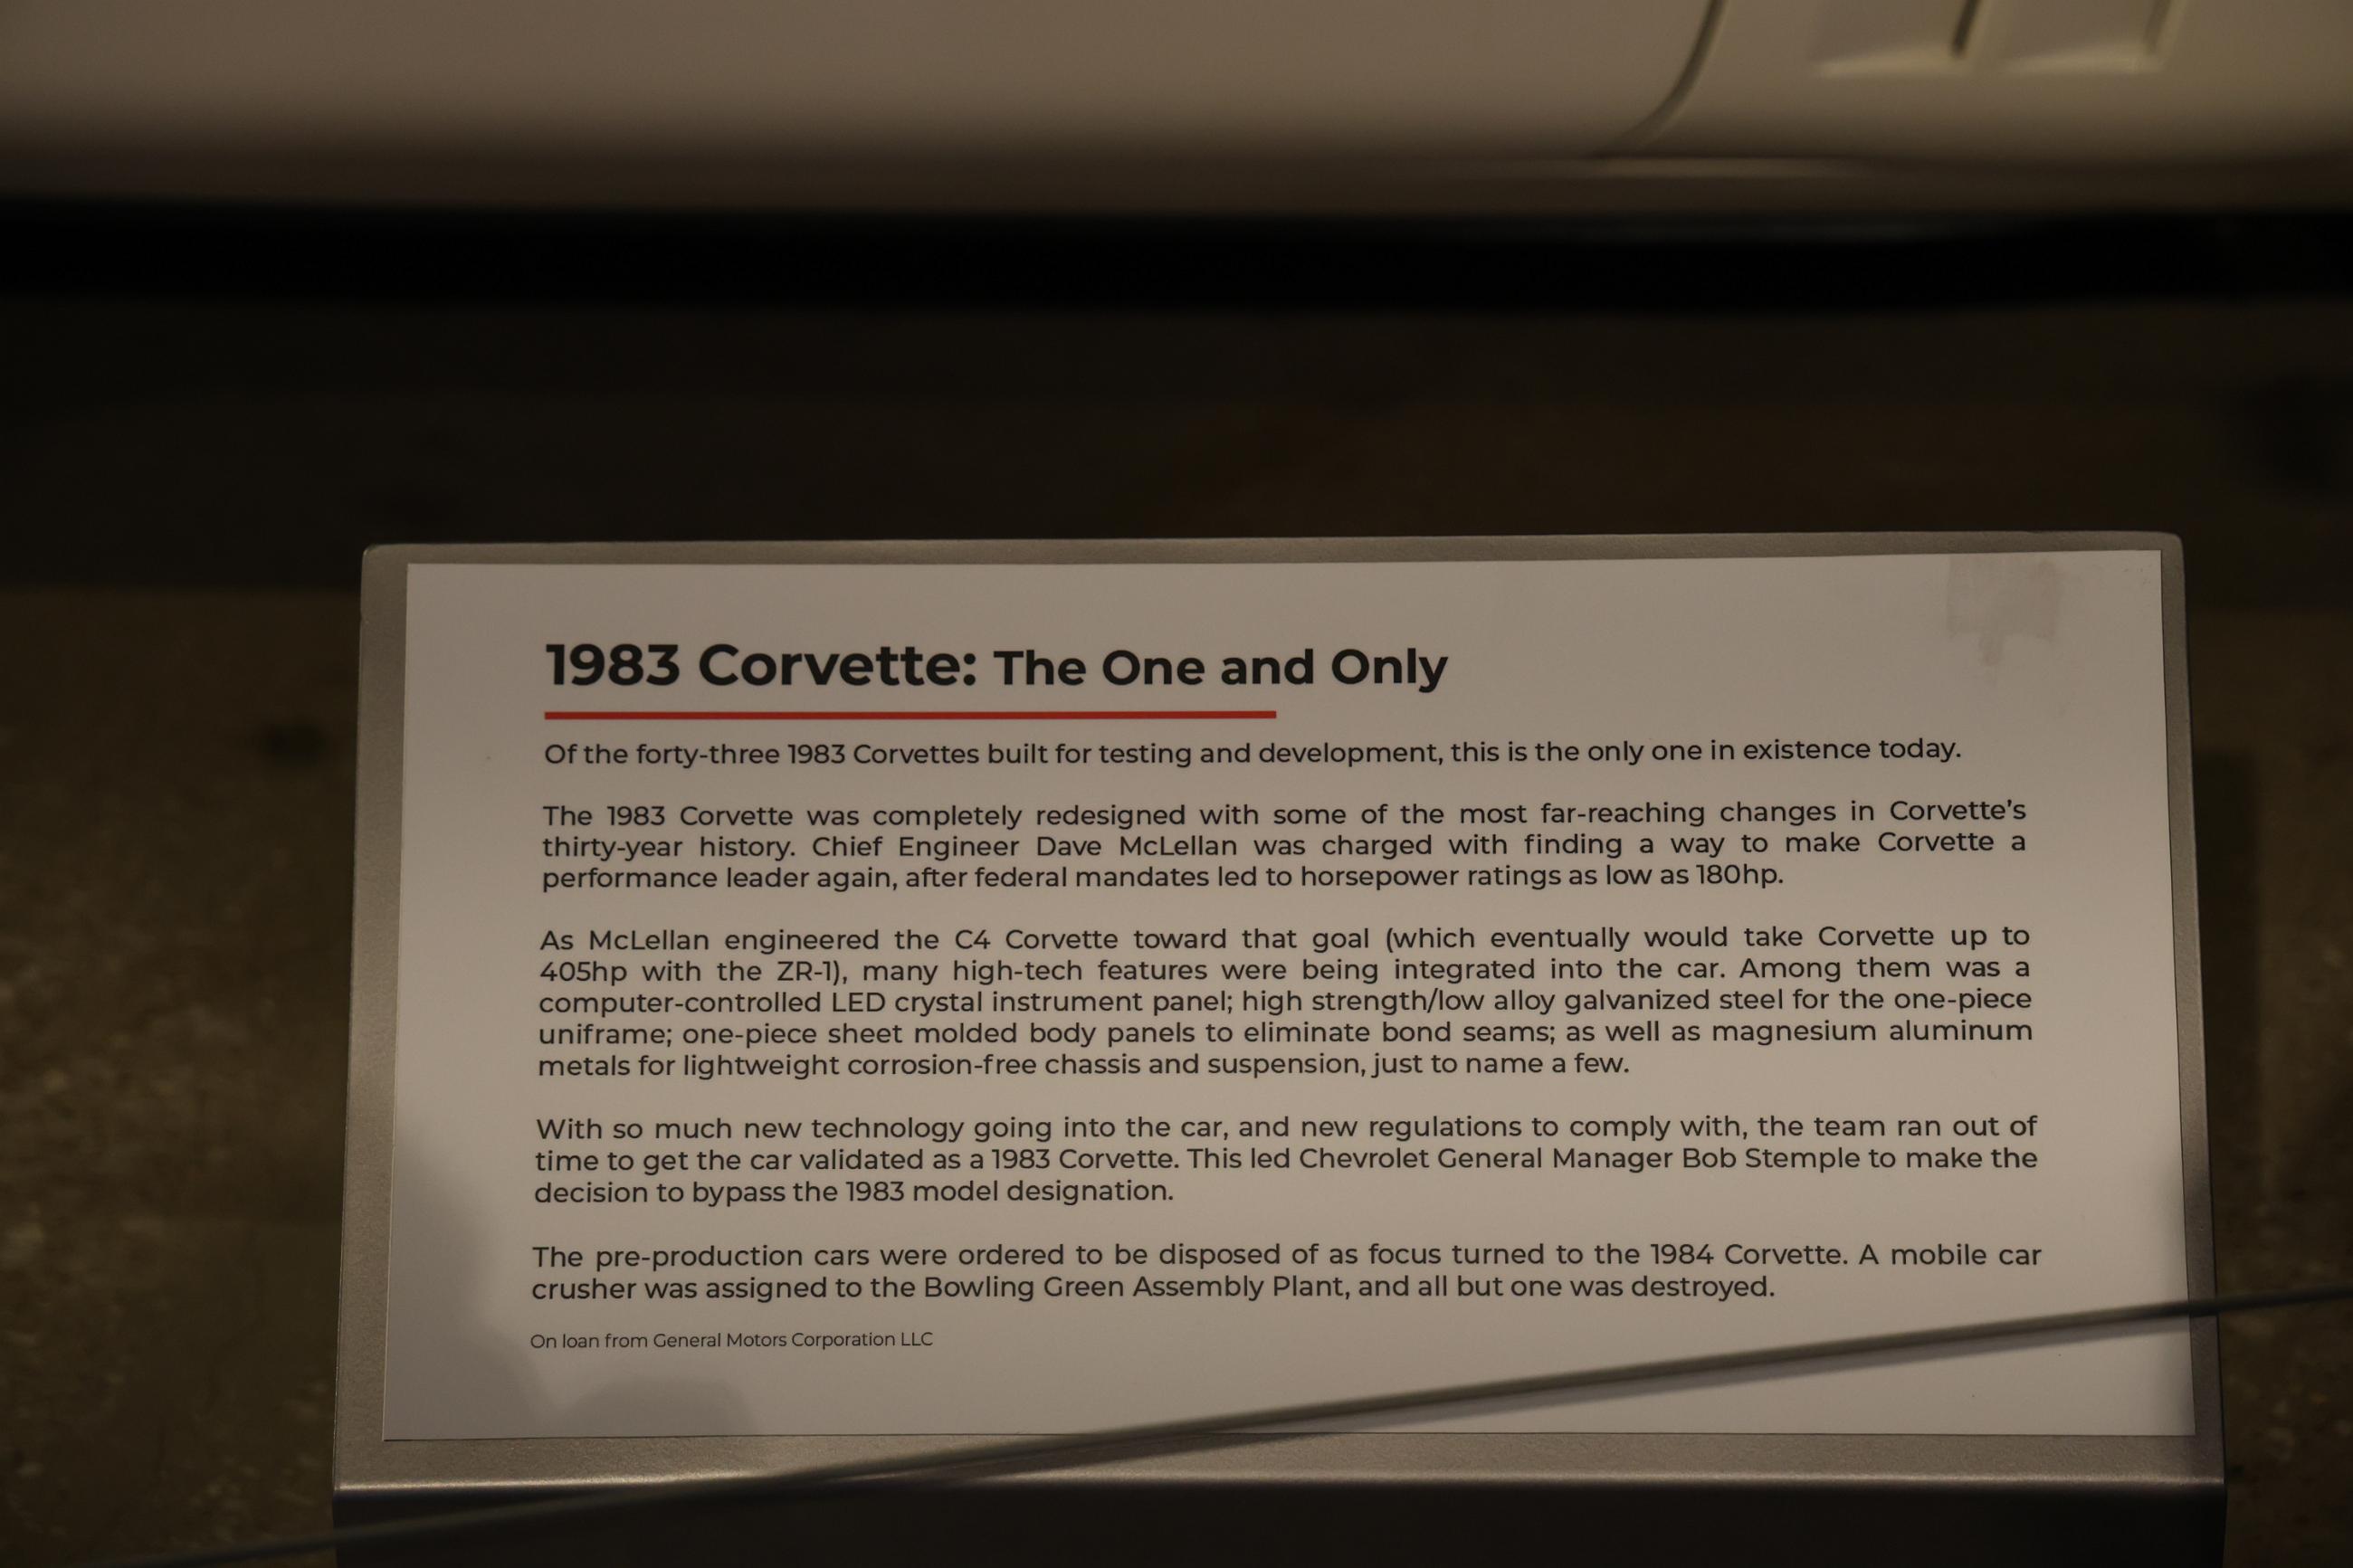 1983 Corvette: The One and Only
Of the forty-three 1983 Corvettes built for testing and development, this is the only one in existence today.
The 1983 Corvette was completely redesigned with some of the most far-reaching changes in Corvette's
thirty-year history. Chief Engineer Dave McLellan was charged with finding a way to make Corvette a
performance leader again, after federal mandates led to horsepower ratings as low as 180hp.
As McLellan engineered the C4 Corvette toward that goal (which eventually would take Corvette up to
405hp with the ZR-1), many high-tech features were being integrated into the car. Among them was a
computer-controlled LED crystal instrument panel; high strength/low alloy galvanized steel for the one-piece
uniframe; one-piece sheet molded body panels to eliminate bond seams; as well as magnesium aluminum
metals for lightweight corrosion-free chassis and suspension, just to name a few.
With so much new technology going into the car, and new regulations to comply with, the team ran out of
time to get the car validated as a 1983 Corvette. This led Chevrolet General Manager Bob Stemple to make the
decision to bypass the 1983 model designation.
The pre-production cars were ordered to be disposed of as focus turned to the 1984 Corvette. A mobile car
crusher was assigned to the Bowling Green Assembly Plant, and all but one was destroyed.
On loan from General Motors Corporation LLC